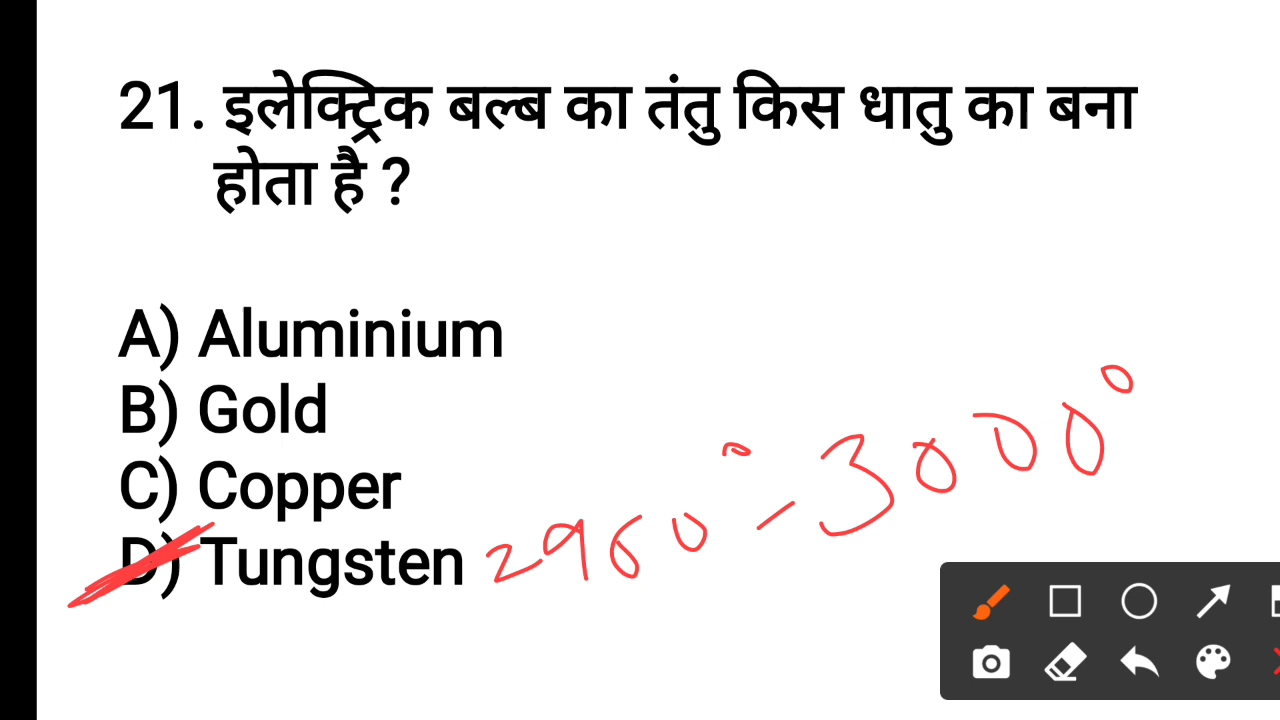 21. इलेक्ट्रिक बल्ब का तंतु किस धातु का बना
होता है ?
A) Aluminium
B) Gold
C) Copper
D) Tungsten 2960° - 3000°